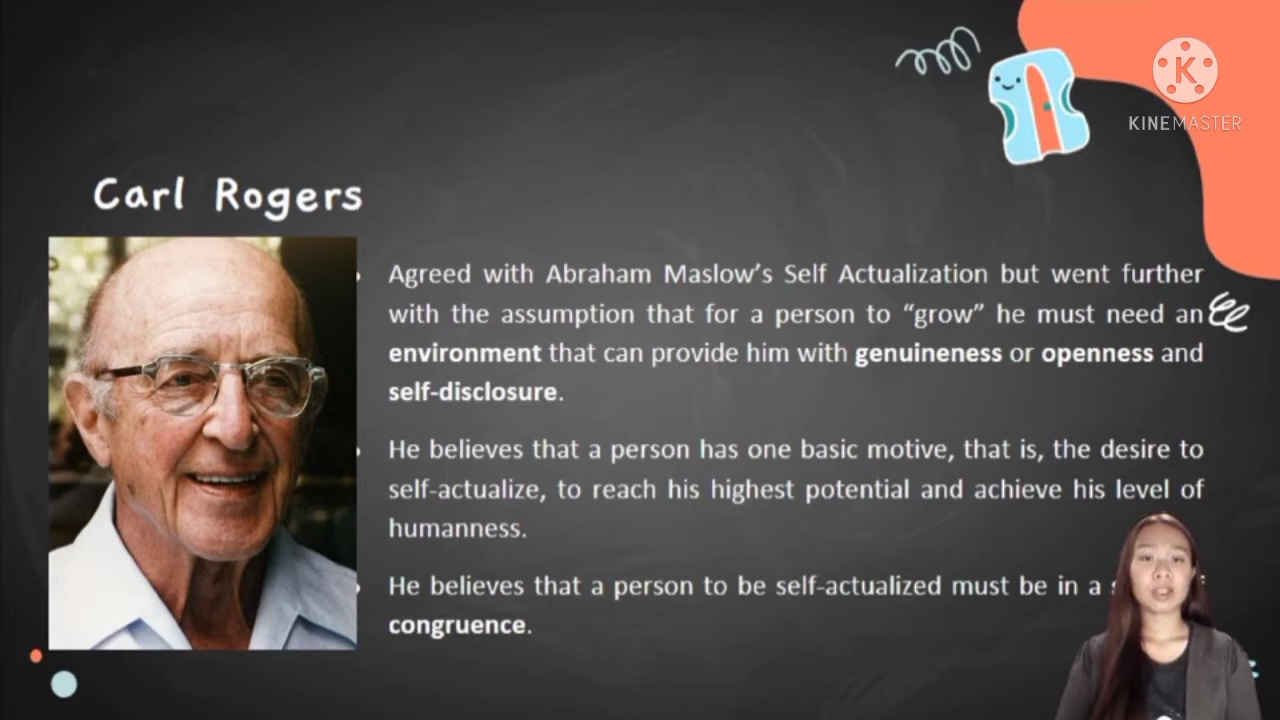 KINEMASTER
Carl Rogers
Agreed with Abraham Maslow's Self Actualization but went further
with the assumption that for a person to “grow” he must need an
environment that can provide him with genuineness or openness and
self-disclosure.
He believes that a person has one basic motive, that is, the desire to
self-actualize, to reach his highest potential and achieve his level of
humanness.
He believes that a person to be self-actualized must be in a
congruence.